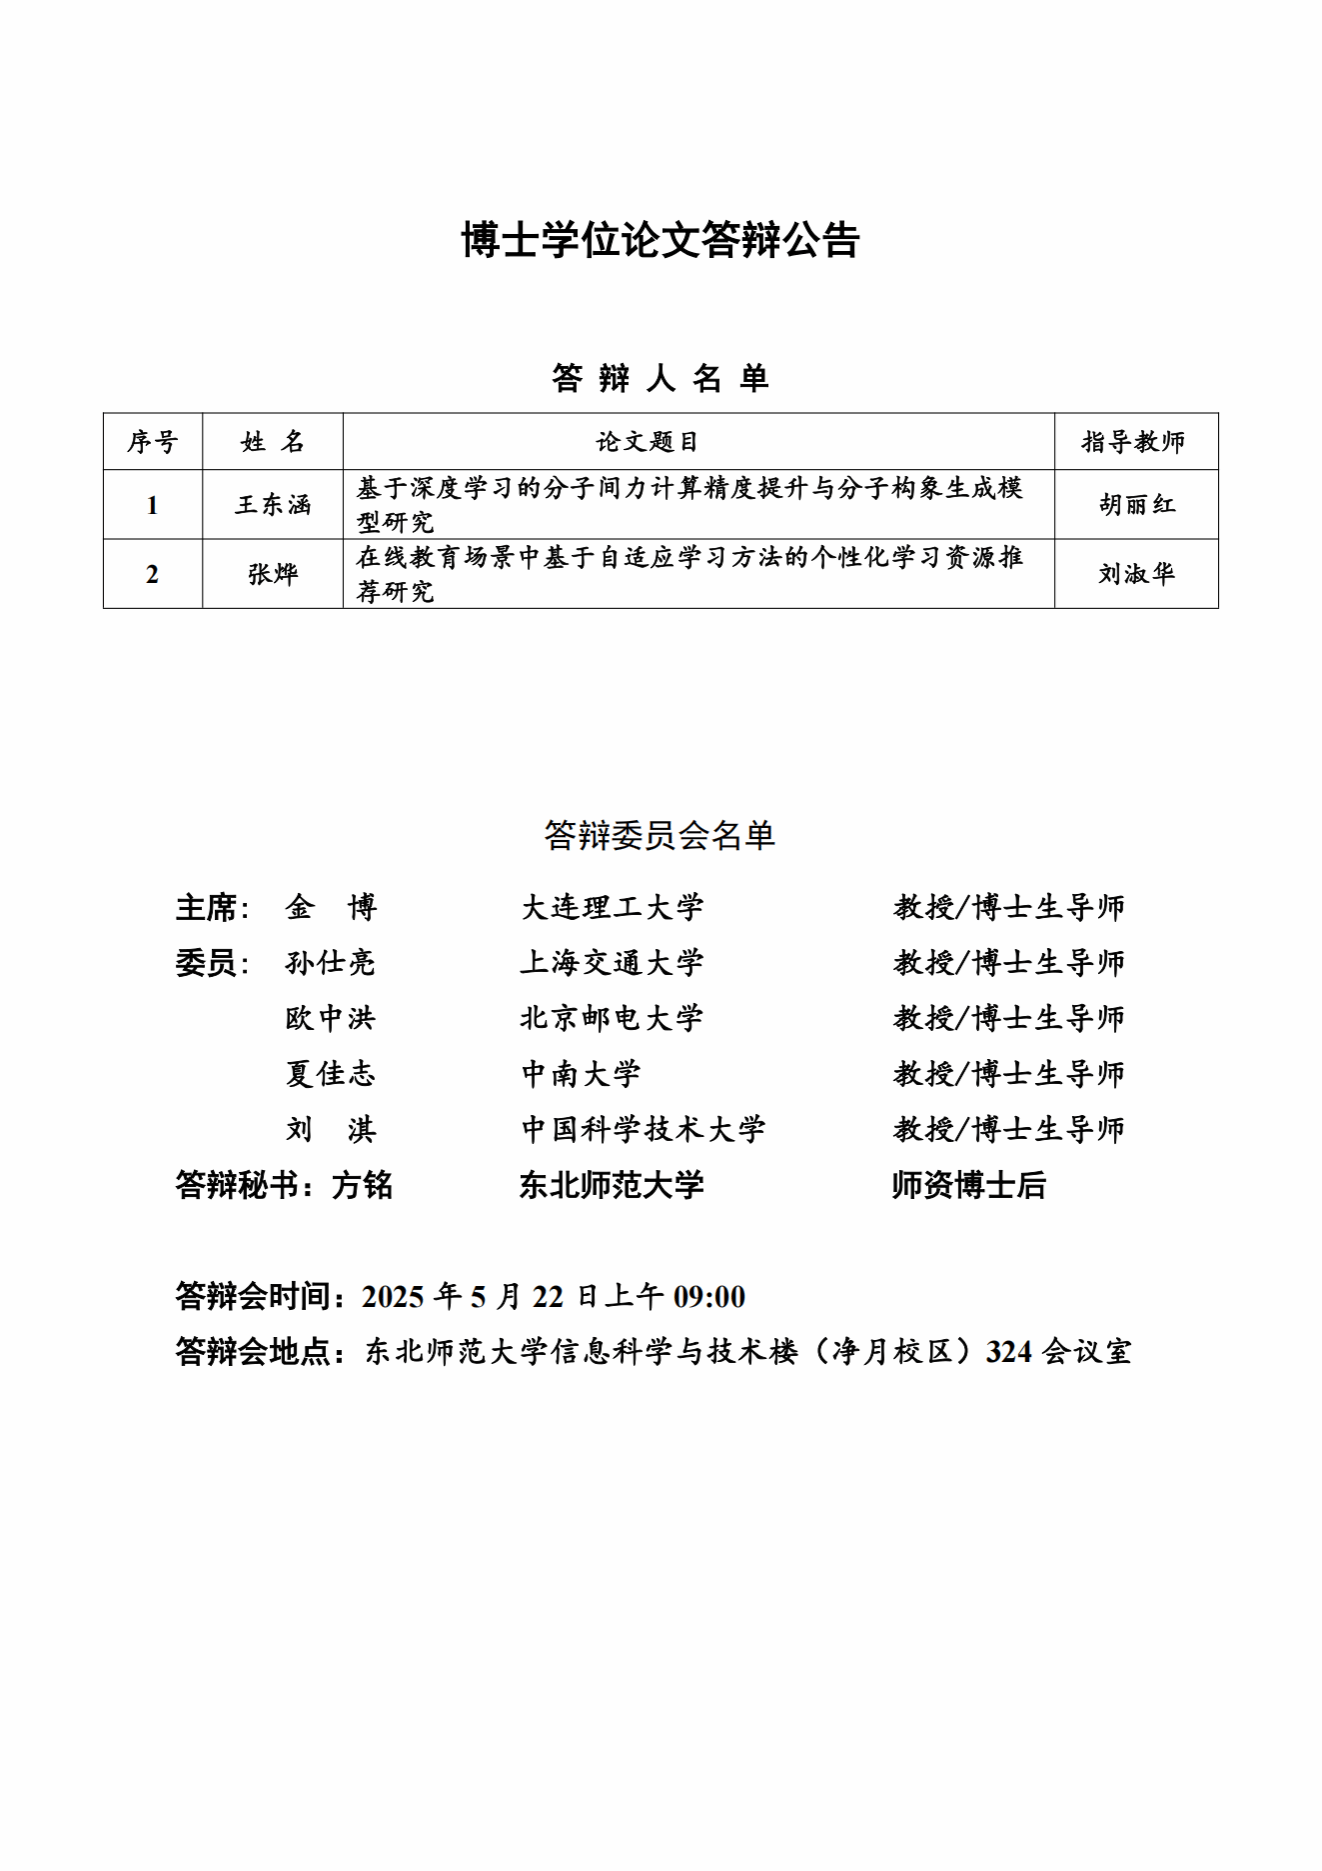 博士学位论文答辩公告
答 辩 人 名 单
序号 姓 名 论文题目 指导教师
1 王东涵 基于深度学习的分子间力计算精度提升与分子构象生成模
型研究 胡丽红
2 张烨 在线教育场景中基于自适应学习方法的个性化学习资源推
荐研究 刘淑华
答辩委员会名单
主席： 金 博 大连理工大学 教授/博士生导师
委员： 孙仕亮 上海交通大学 教授/博士生导师
欧中洪 北京邮电大学 教授/博士生导师
夏佳志 中南大学 教授/博士生导师
刘 淇 中国科学技术大学 教授/博士生导师
答辩秘书：方铭 东北师范大学 师资博士后
答辩会时间：2025 年 5 月 22 日上午 09:00
答辩会地点：东北师范大学信息科学与技术楼（净月校区）324 会议室